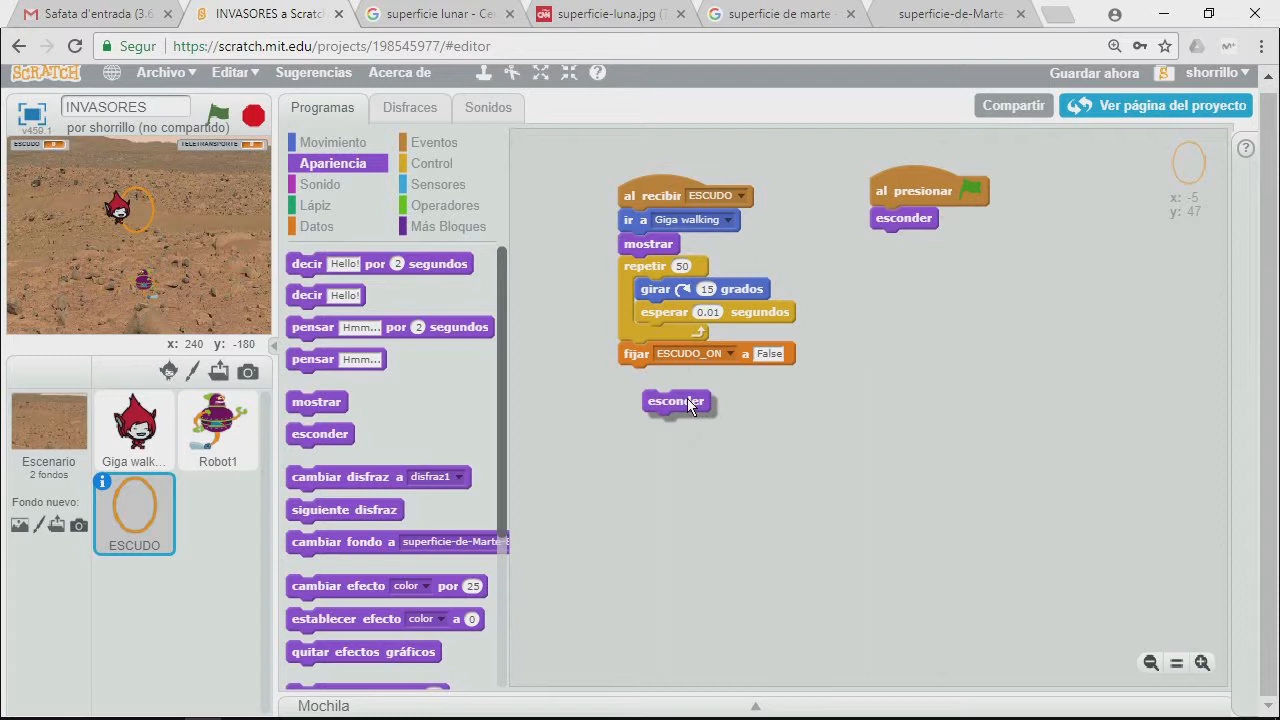 Safata d'entrada (3.6
INVASORES a Scratch
superficie lunar - Ce
superficie-luna.jpg (
superficie de marte
superficie-de-Marte
Segur
https://scratch.mit.edu/projects/198545977/#editor
SCRATCH
Archivo
Editar
Sugerencias
Acerca de
Guardar ahora
shorrillo
INVASORES
por shorrillo (no compartido)
v459.1
Programas
Disfraces
Sonidos
Compartir
Ver página del proyecto
ESCUDO
TELETRANSPORTE
Movimiento
Apariencia
Sonido
Lápiz
Datos
Eventos
Control
Sensores
Operadores
Más Bloques
decir Hello! por 2 segundos
decir Hello!
pensar Hmm... por 2 segundos
pensar Hmm...
mostrar
esconder
cambiar disfraz a disfraz1
siguiente disfraz
cambiar fondo a superficie-de-Marte-
cambiar efecto color por 25
establecer efecto color a 0
quitar efectos gráficos
al recibir ESCUDO
ir a Giga walking
mostrar
repetir 50
girar 15 grados
esperar 0.01 segundos
fijar ESCUDO_ON a False
esconder
al presionar
esconder
x: -5
y: 47
x: 240 y: -180
Escenario
2 fondos
Fondo nuevo:
Giga walk...
Robot1
ESCUDO
Mochila